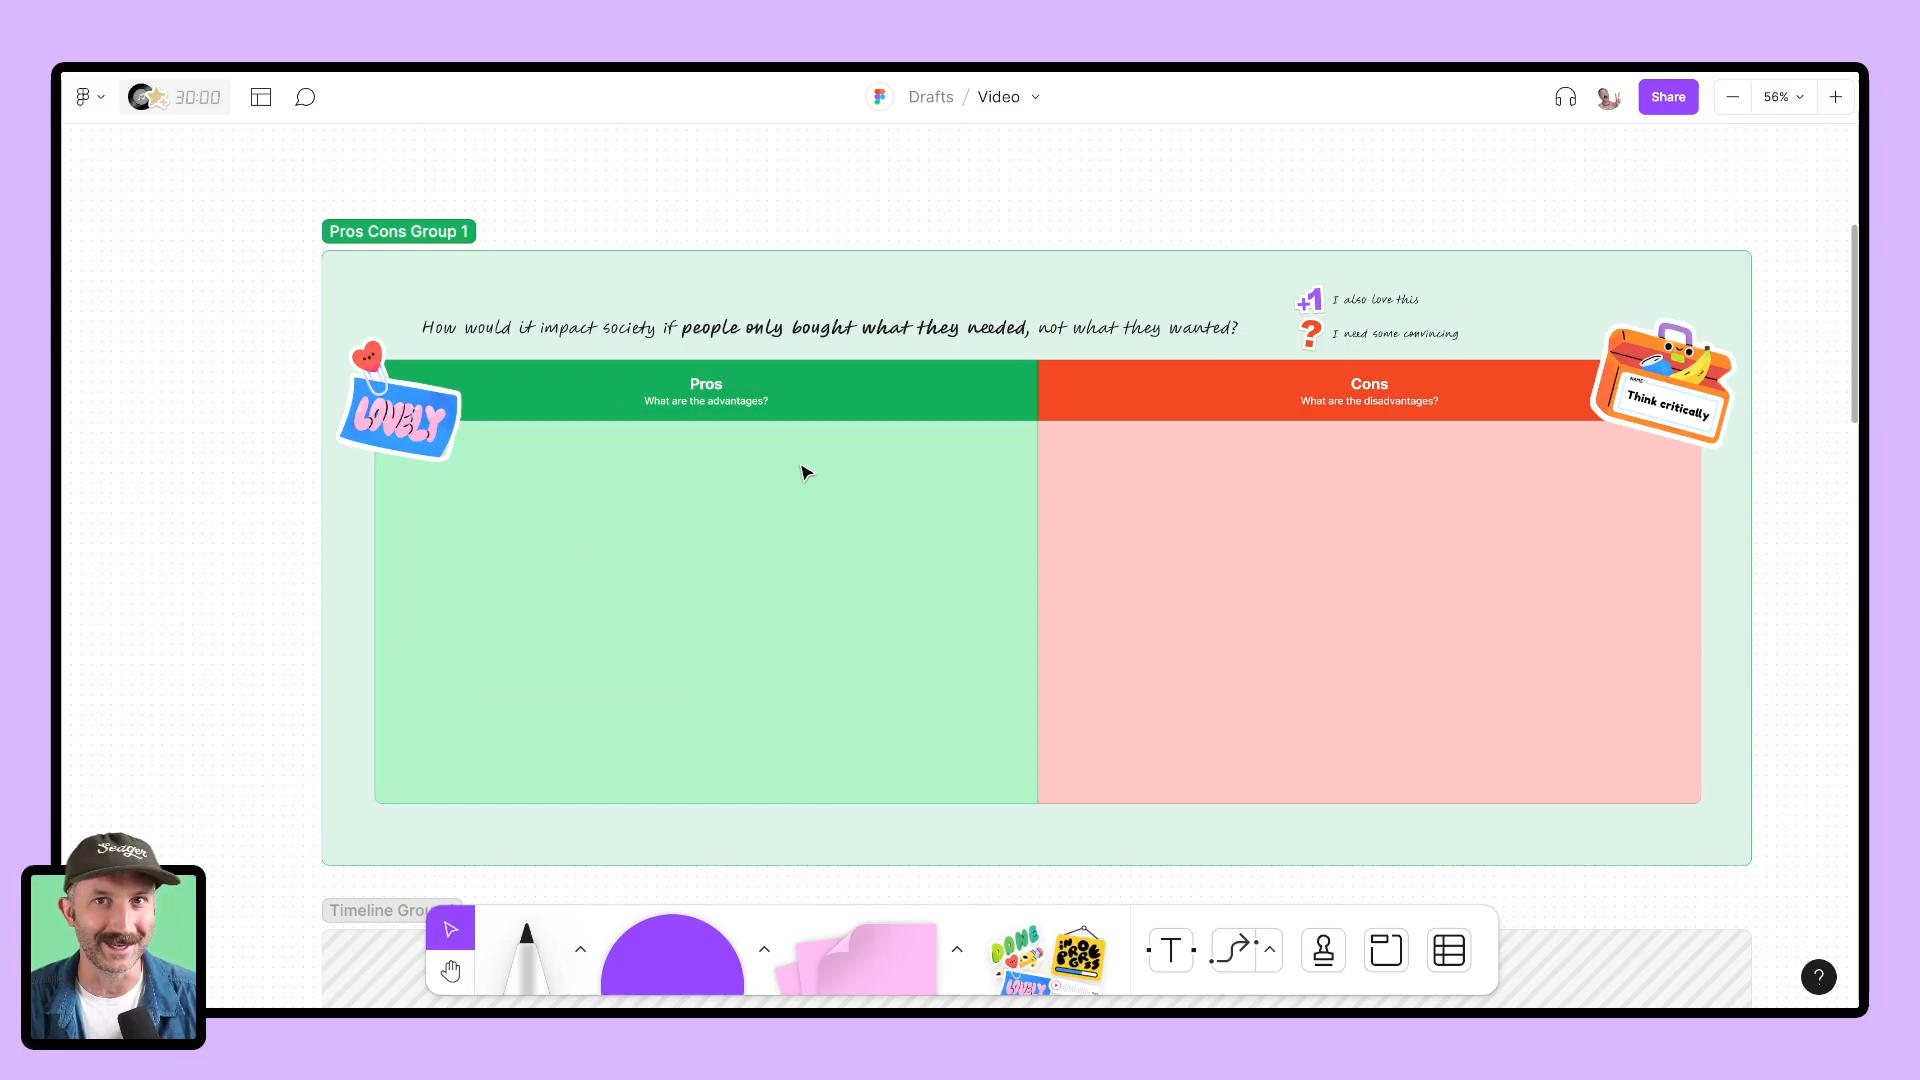 30:00
Drafts / Video
Share
56%
Pros Cons Group 1
+1 I also love this
How would it impact society if people only bought what they needed, not what they wanted?
? I need some convincing
LOVELY
Pros
What are the advantages?
Cons
What are the disadvantages?
NAME:
Think critically
Timeline Grou
Seager
DONE
IN PROGRESS
LOVELY
T
?